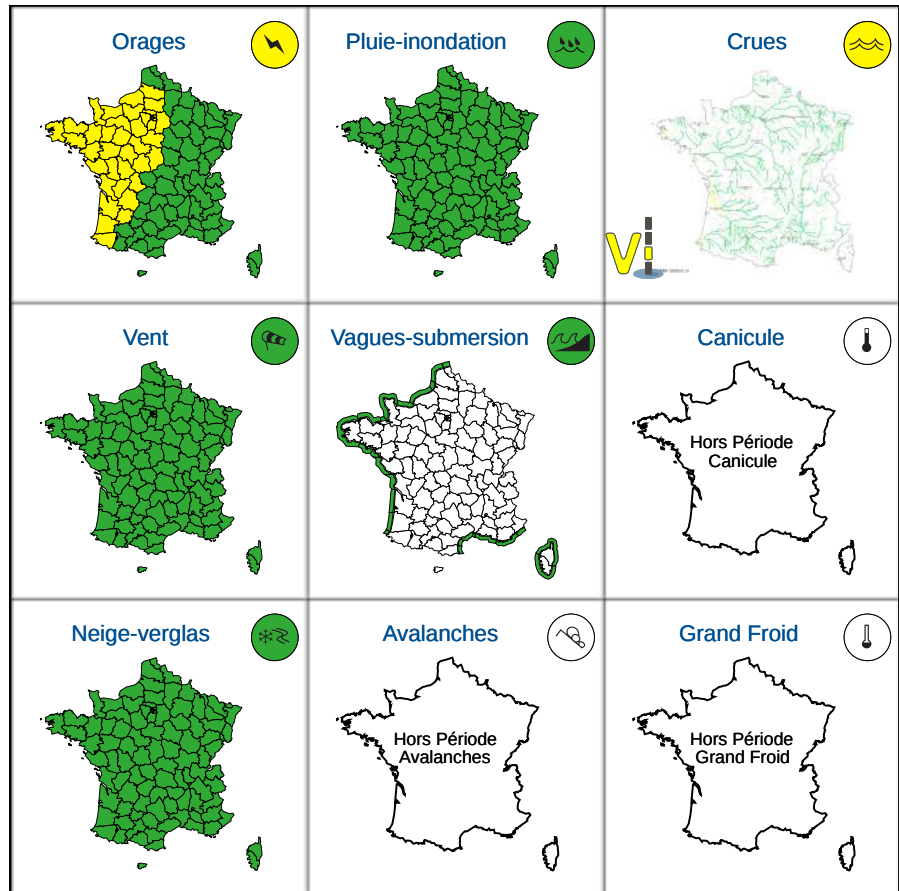 Orages
Pluie-inondation
Crues
Vi
Vent
Vagues-submersion
Canicule
Hors Période
Canicule
Neige-verglas
Avalanches
Grand Froid
Hors Période
Avalanches
Hors Période
Grand Froid